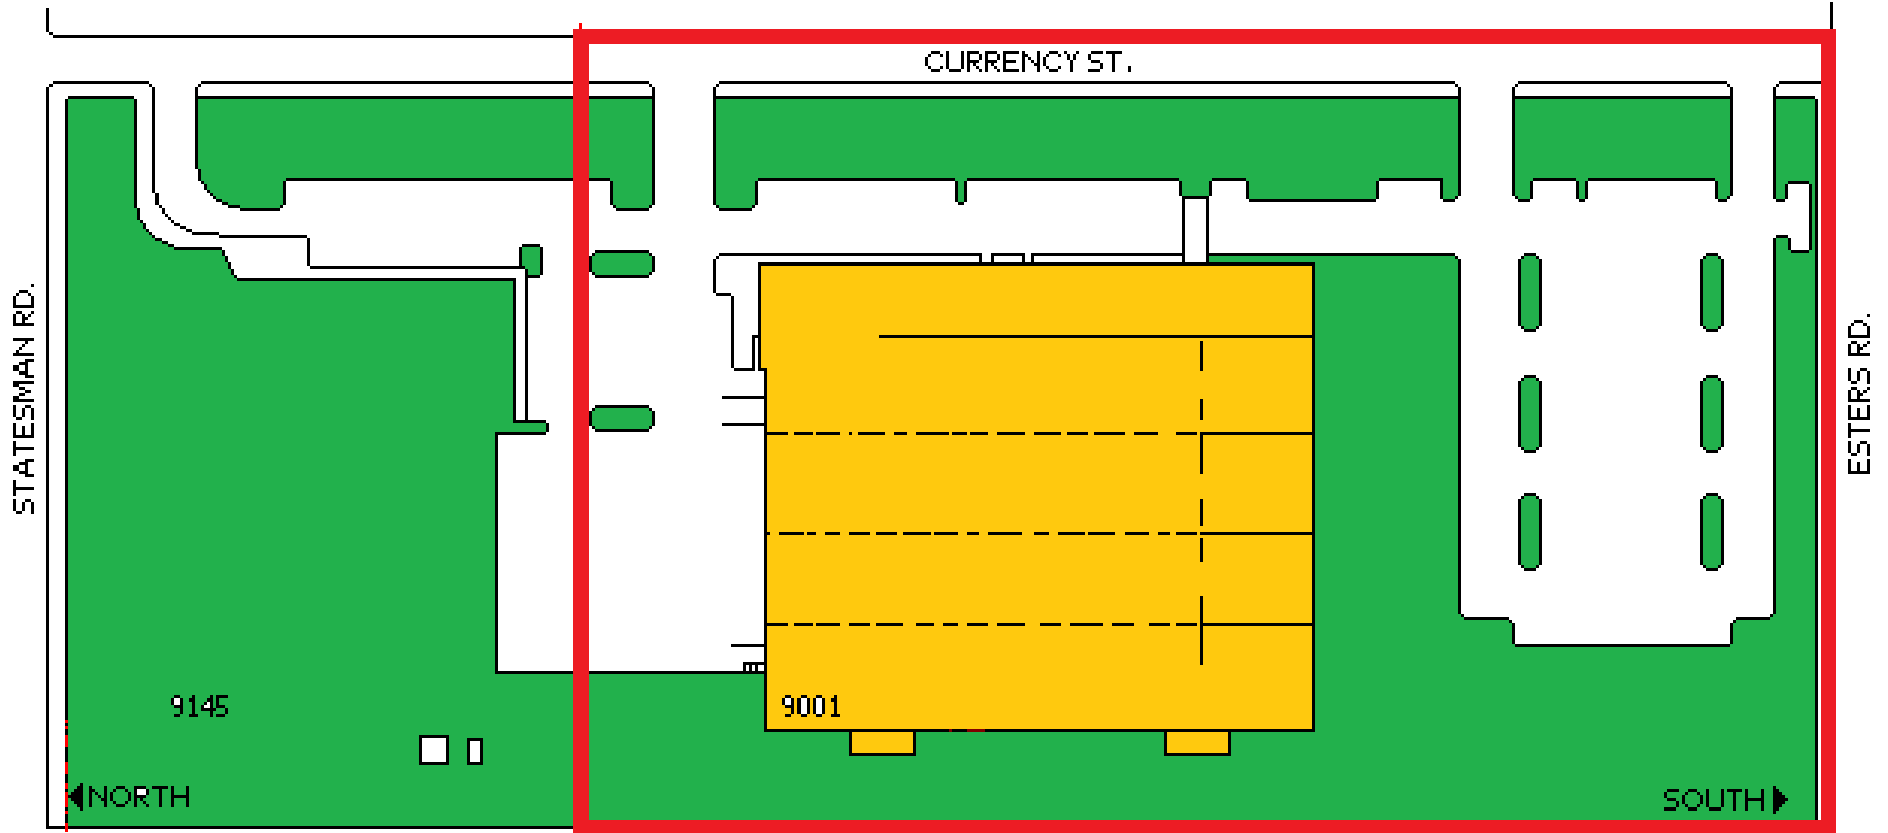 CURRENCY ST.
STATESMAN RD.
ESTERS RD.
9145
9001
NORTH
SOUTH